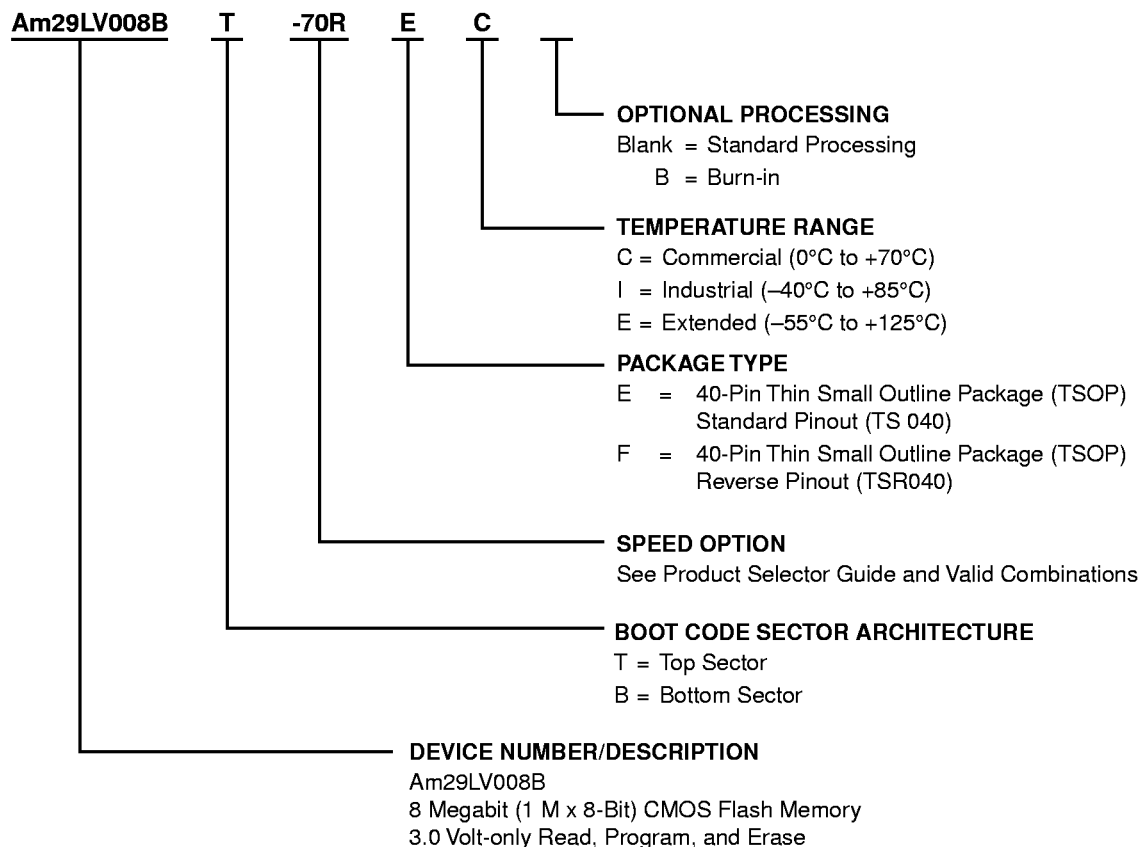 Am29LV008B T -70R E C
OPTIONAL PROCESSING
Blank = Standard Processing
B = Burn-in
TEMPERATURE RANGE
C = Commercial (0°C to +70°C)
I = Industrial (–40°C to +85°C)
E = Extended (–55°C to +125°C)
PACKAGE TYPE
E = 40-Pin Thin Small Outline Package (TSOP)
Standard Pinout (TS 040)
F = 40-Pin Thin Small Outline Package (TSOP)
Reverse Pinout (TSR040)
SPEED OPTION
See Product Selector Guide and Valid Combinations
BOOT CODE SECTOR ARCHITECTURE
T = Top Sector
B = Bottom Sector
DEVICE NUMBER/DESCRIPTION
Am29LV008B
8 Megabit (1 M x 8-Bit) CMOS Flash Memory
3.0 Volt-only Read, Program, and Erase